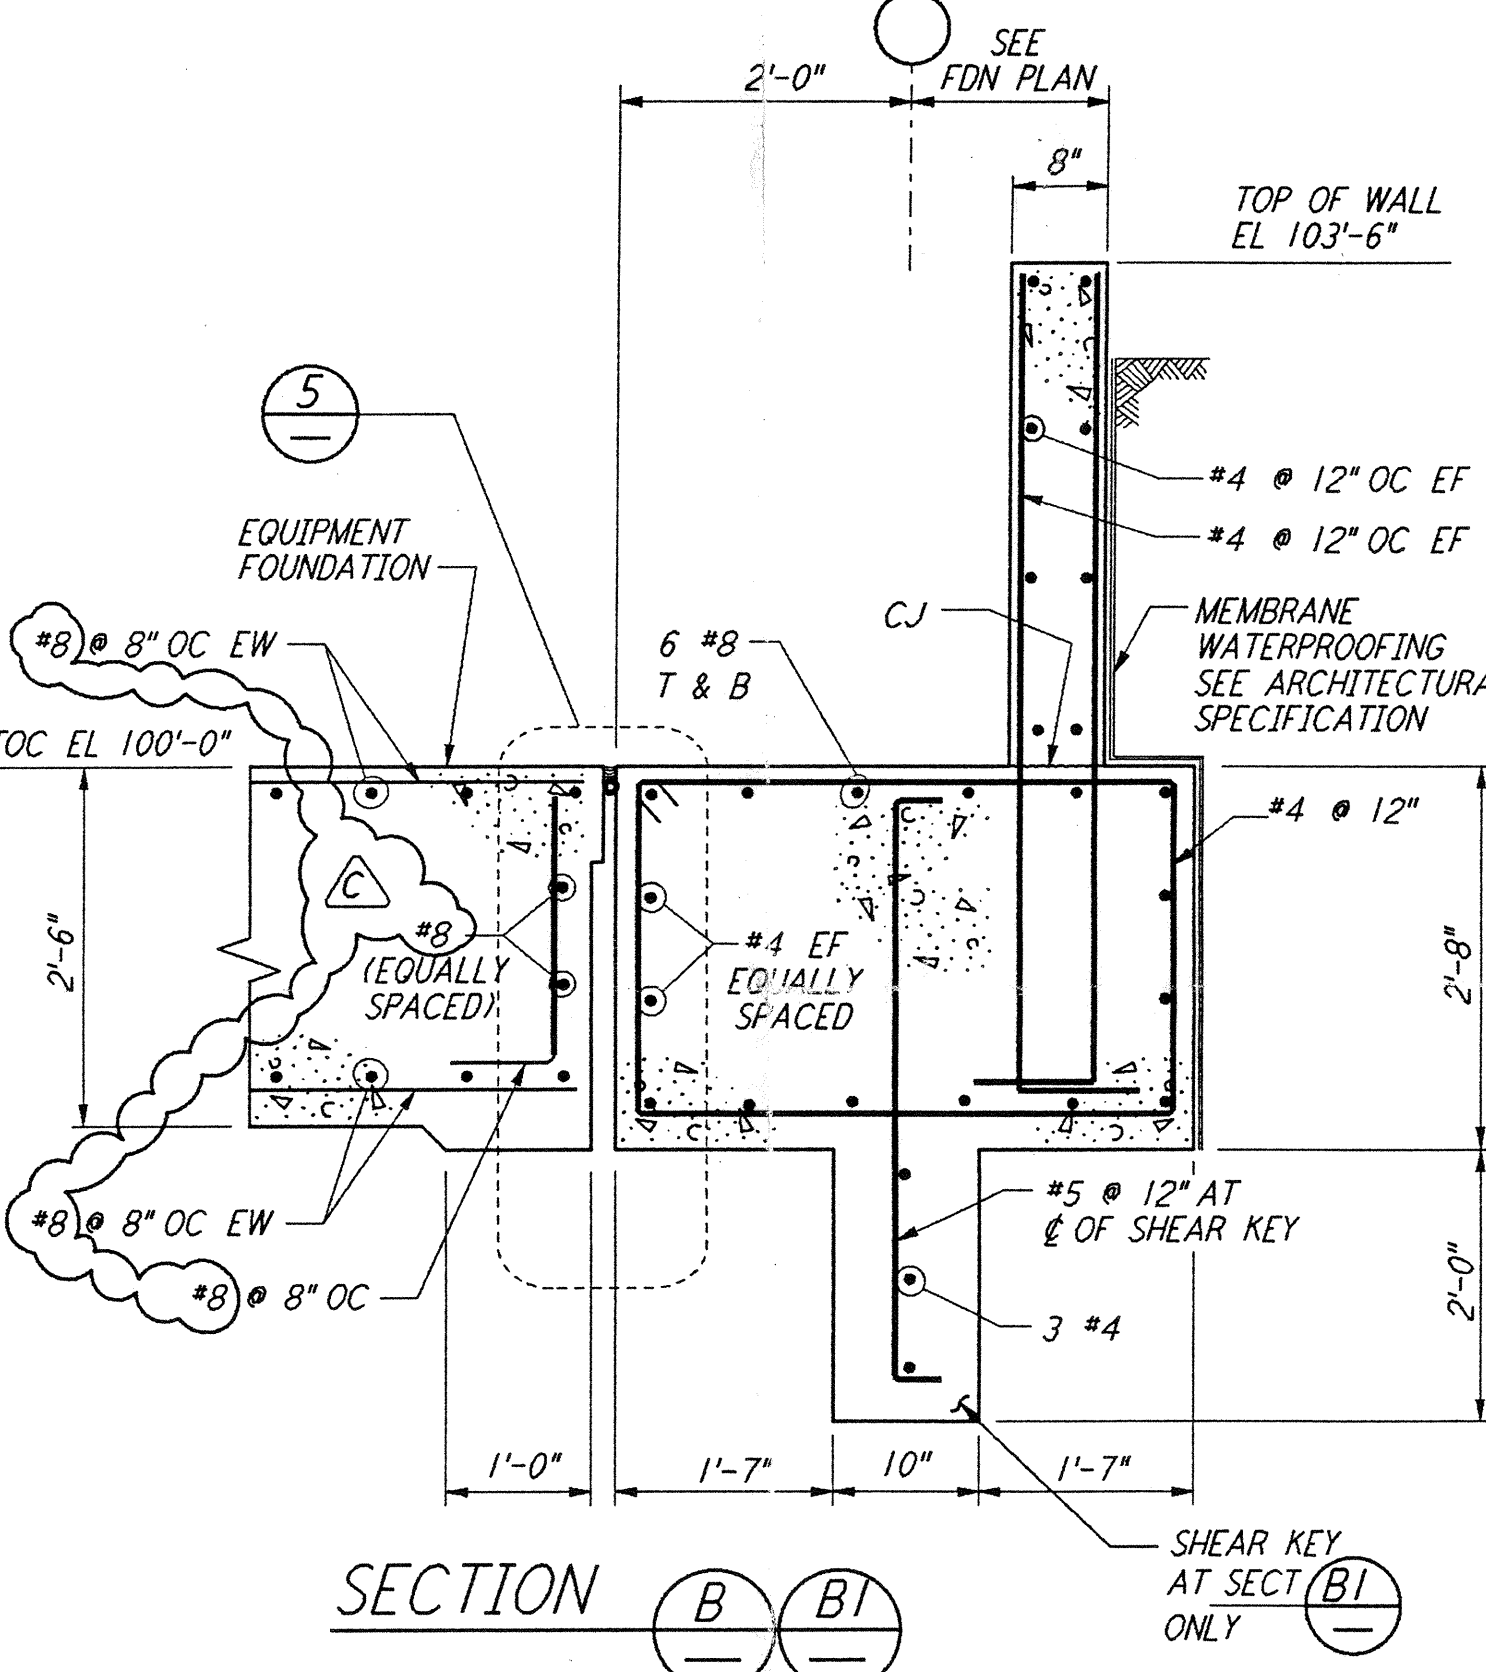 SEE
FDN PLAN
2'-0"
8"
TOP OF WALL
EL 103'-6"
5
#4 @ 12" OC EF
#4 @ 12" OC EF
EQUIPMENT
FOUNDATION
CJ
MEMBRANE
WATERPROOFING
SEE ARCHITECTURA
SPECIFICATION
#8 @ 8" OC EW
6 #8
T & B
TOC EL 100'-0"
#4 @ 12"
C
2'-6"
#8
(EQUALLY
SPACED)
#4 EF
EQUALLY
SPACED
2'-8"
#8 @ 8" OC EW
#8 @ 8" OC
#5 @ 12" AT
℄ OF SHEAR KEY
3 #4
2'-0"
1'-0"
1'-7"
10"
1'-7"
SHEAR KEY
AT SECT B1
ONLY
SECTION B B1